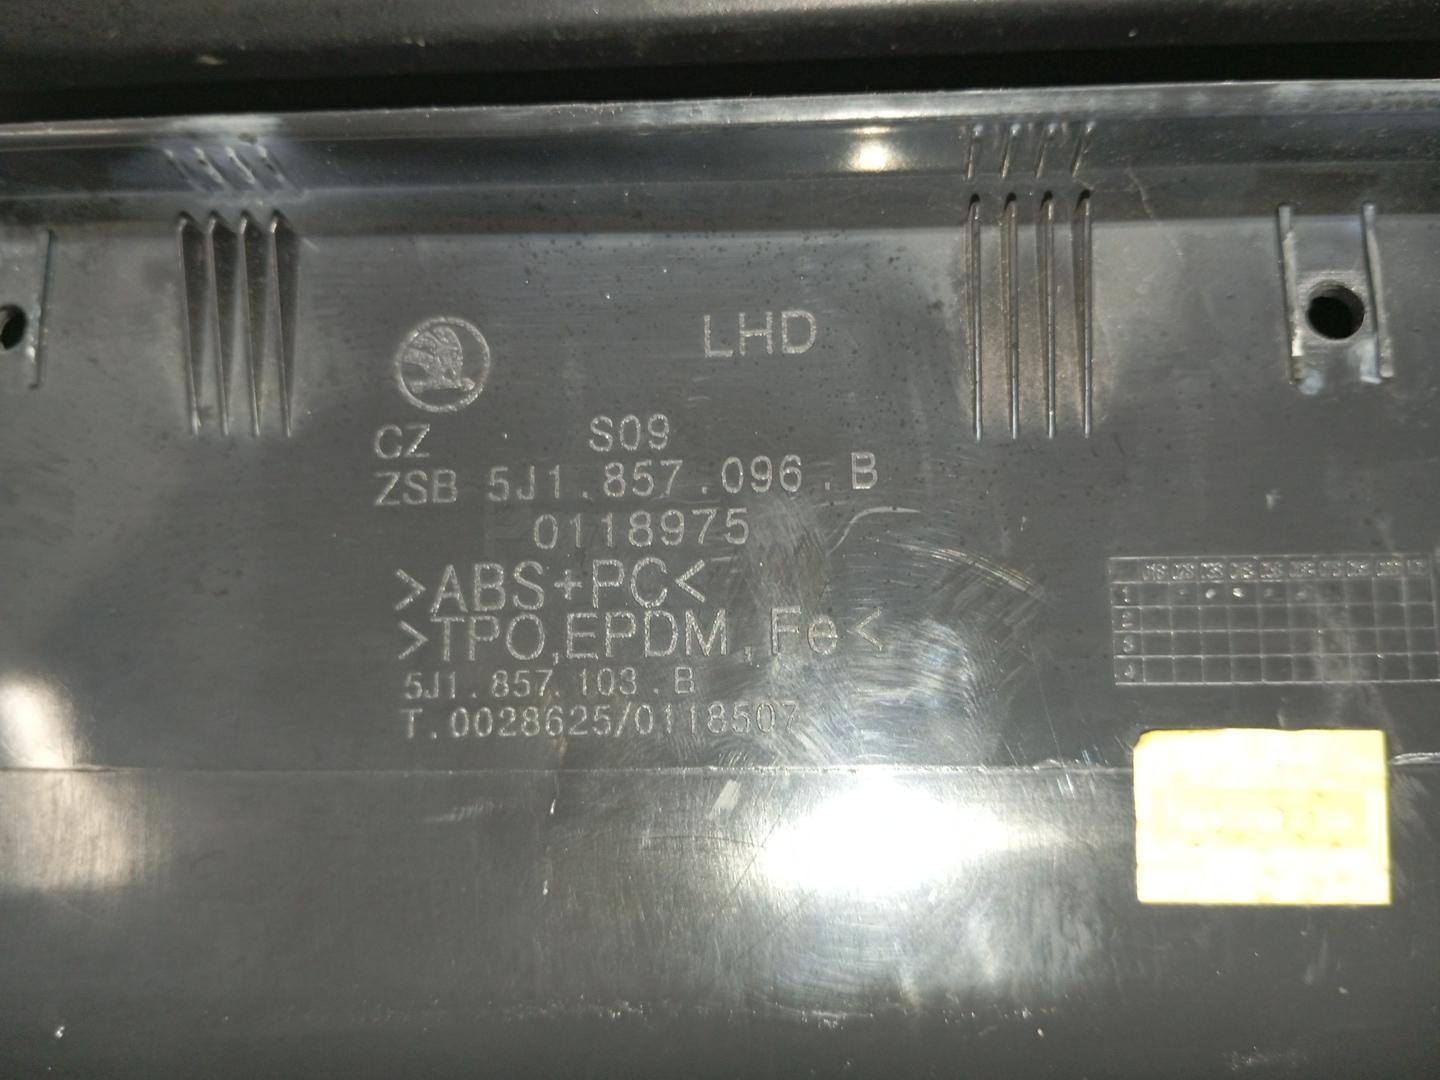 LHD
CZ S09
ZSB 5J1.857.096.B
0118975
>ABS+PC<
>TPO,EPDM,Fe<
5J1.857.103.B
T.0028625/0118507
1
2
3
4